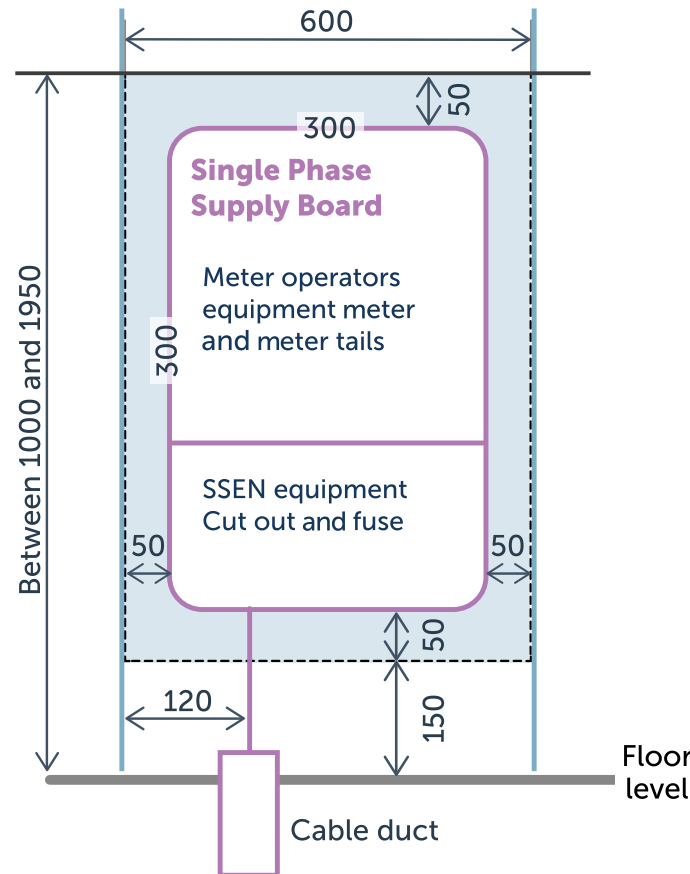 600
50
300
Single Phase
Supply Board
Meter operators
equipment meter
and meter tails
300
Between 1000 and 1950
SSEN equipment
Cut out and fuse
50
50
50
120
150
Floor
level
Cable duct